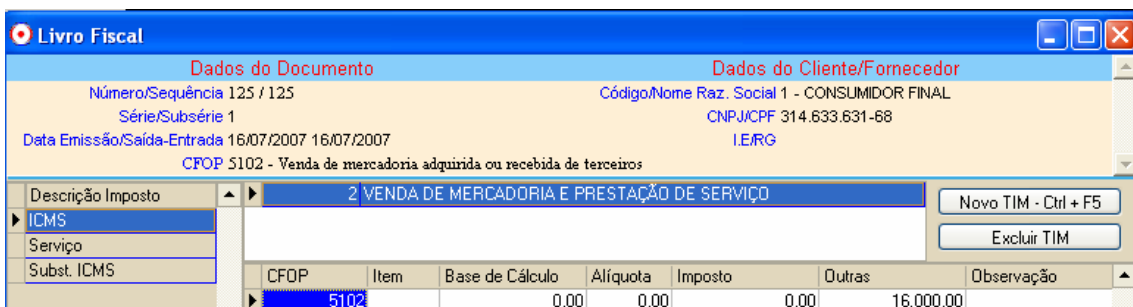 Livro Fiscal
Dados do Documento Dados do Cliente/Fornecedor
Número/Sequência 125 / 125 Código/Nome Raz. Social 1 - CONSUMIDOR FINAL
Série/Subsérie 1 CNPJ/CPF 314.633.631-68
Data Emissão/Saída-Entrada 16/07/2007 16/07/2007 I.E/RG
CFOP 5102 - Venda de mercadoria adquirida ou recebida de terceiros
Descrição Imposto 2 VENDA DE MERCADORIA E PRESTAÇÃO DE SERVIÇO Novo TIM - Ctrl + F5
ICMS
Serviço Excluir TIM
Subst. ICMS CFOP Item Base de Cálculo Alíquota Imposto Outras Observação
5102 0.00 0.00 0.00 16.000.00